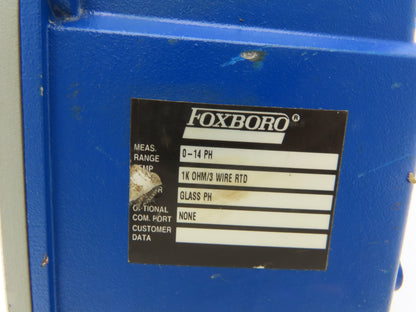 FOXBORO ®
MEAS. RANGE 0-14 PH
1K OHM/3 WIRE RTD
GLASS PH
OPTIONAL COM. PORT NONE
CUSTOMER DATA